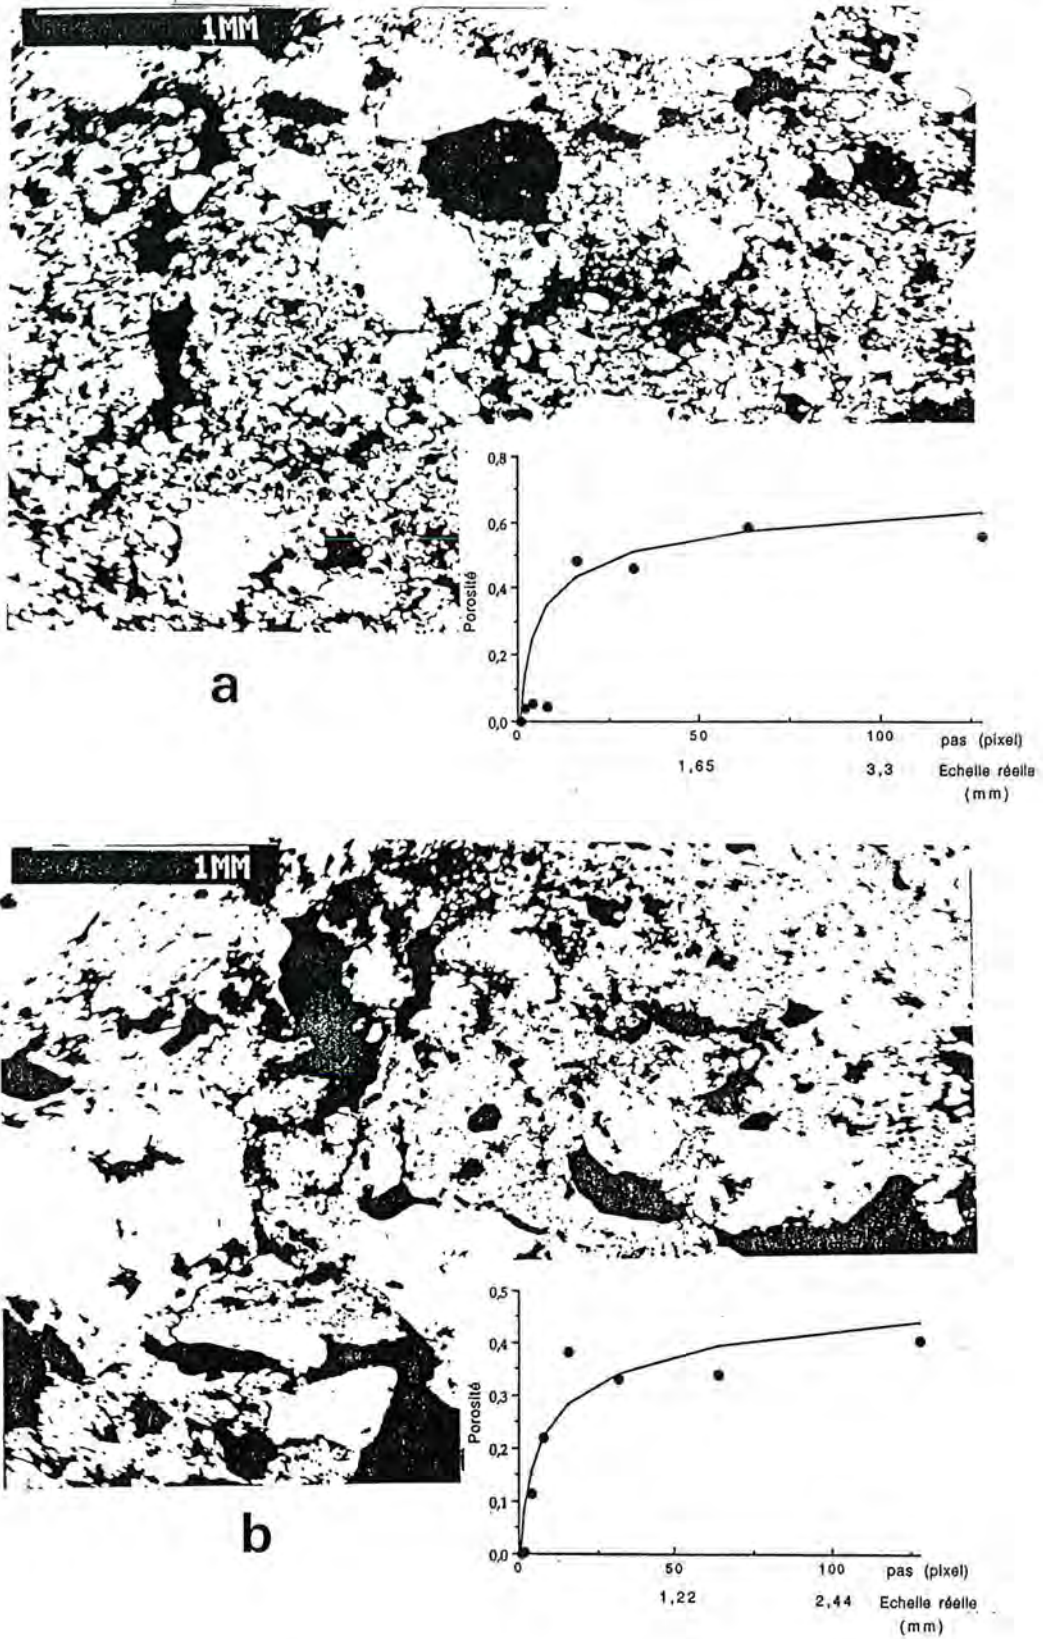 1MM
0,8
0,6
0,4
0,2
0,0
Porosité
0
50
100
pas (pixel)
1,65
3,3
Echelle réelle
(mm)
a
1MM
0,5
0,4
0,3
0,2
0,1
0,0
Porosité
0
50
100
pas (pixel)
1,22
2,44
Echelle réelle
(mm)
b